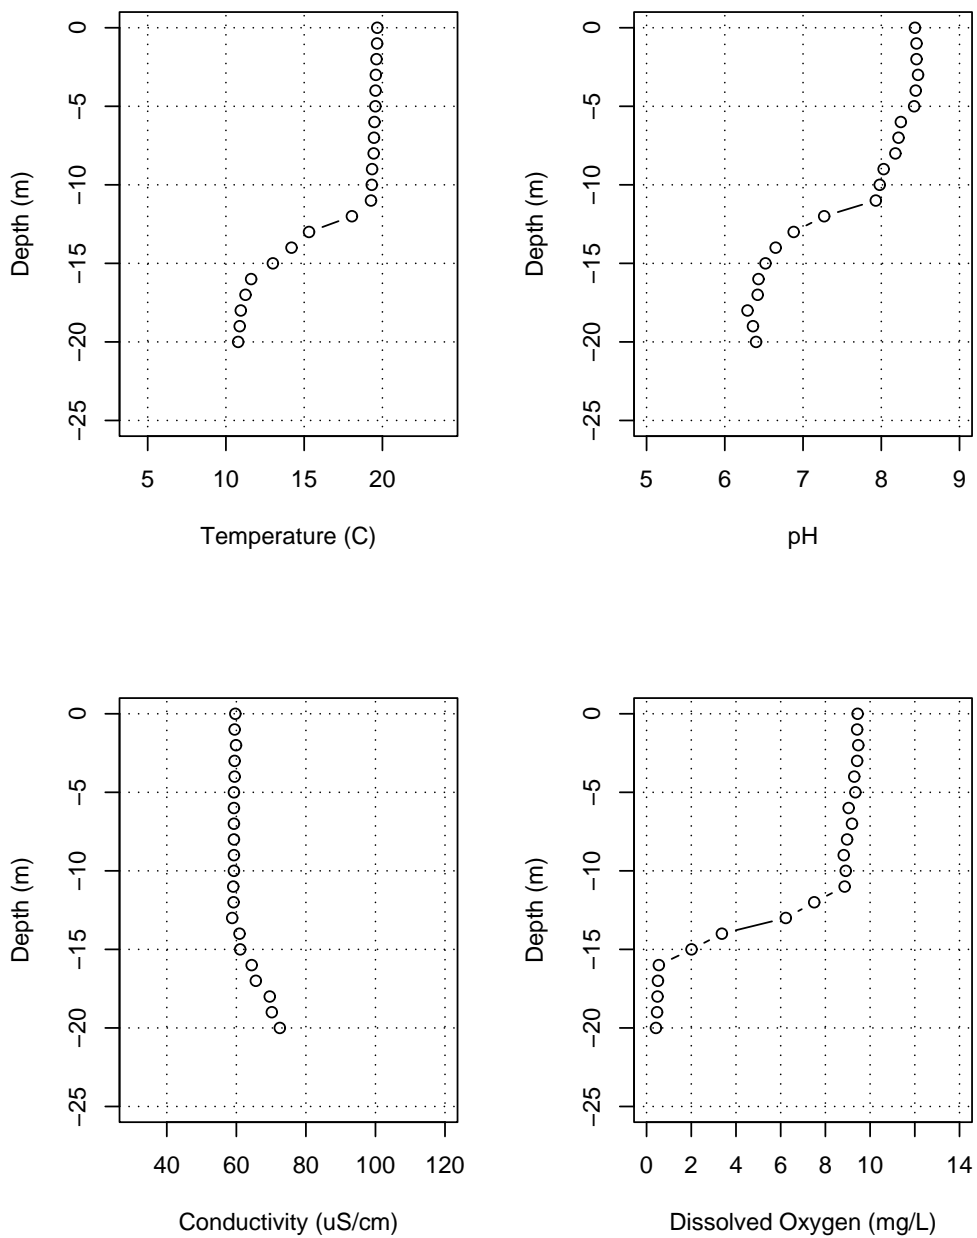 0
−5
−10
−15
−20
−25
Depth (m)
5 10 15 20
Temperature (C)
0
−5
−10
−15
−20
−25
Depth (m)
5 6 7 8 9
pH
0
−5
−10
−15
−20
−25
Depth (m)
40 60 80 100 120
Conductivity (uS/cm)
0
−5
−10
−15
−20
−25
Depth (m)
0 2 4 6 8 10 14
Dissolved Oxygen (mg/L)